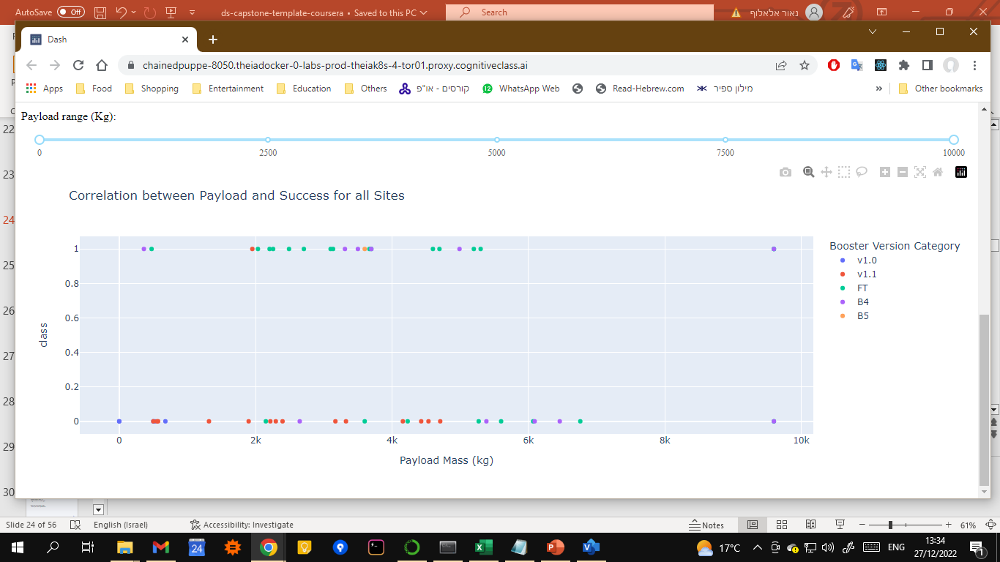 AutoSave Off ds-capstone-template-coursera • Saved to this PC Search נאור אלאלוף
Dash
chainedpuppe-8050.theiadocker-0-labs-prod-theiak8s-4-tor01.proxy.cognitiveclass.ai
Apps Food Shopping Entertainment Education Others קורסים - או"פ 12 WhatsApp Web Read-Hebrew.com מילון ספיר » Other bookmarks
Payload range (Kg):
0 2500 5000 7500 10000
22
23
24
25
26
27
28
29
30
Correlation between Payload and Success for all Sites
Booster Version Category
v1.0
v1.1
FT
B4
B5
class
1
0.8
0.6
0.4
0.2
0
0 2k 4k 6k 8k 10k
Payload Mass (kg)
Slide 24 of 56 English (Israel) Accessibility: Investigate Notes 61%
24 17°C ENG 13:34
27/12/2022 1